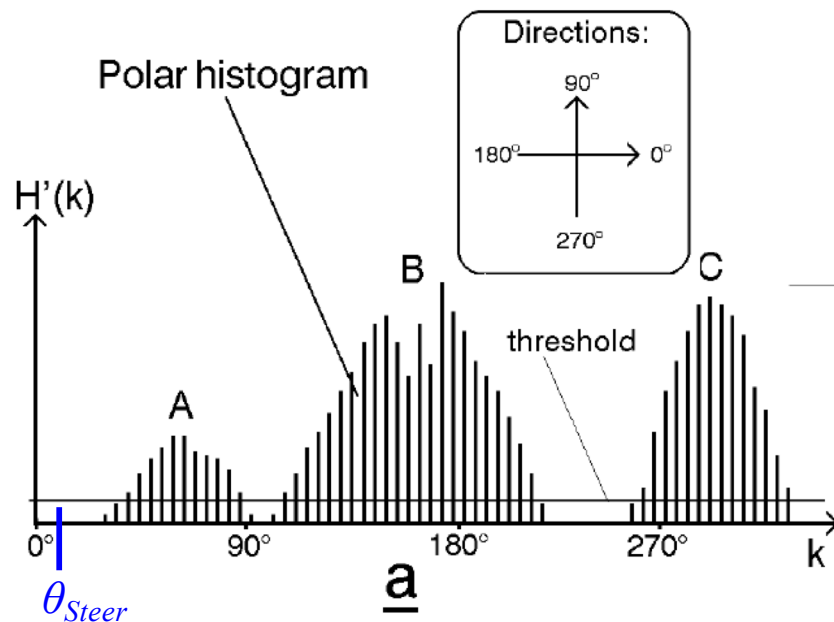 Directions:
90°
180° 0°
270°
Polar histogram
H'(k)
A
B
C
threshold
0° 90° 180° 270° k
θSteer
a